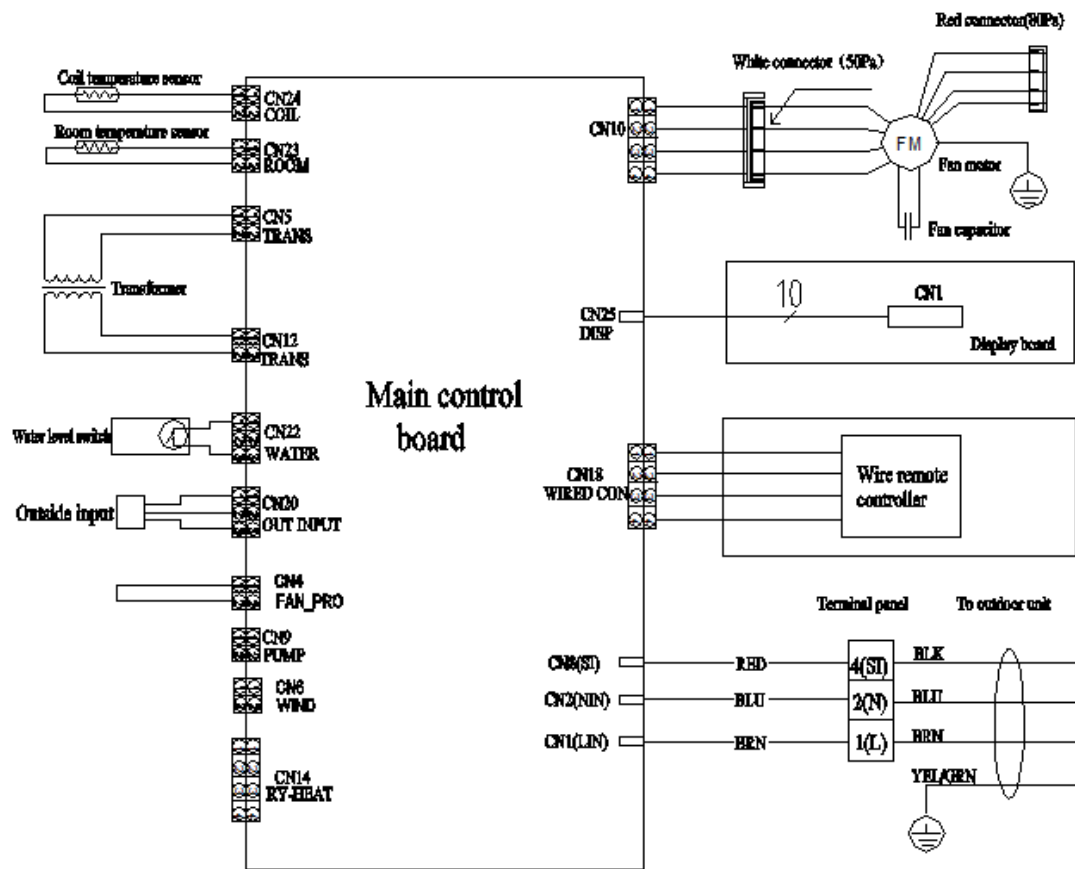 Red connector(80Pa)
White connector (50Pa)
Coil temperature sensor
CN24
COIL
Room temperature sensor
CN23
ROOM
CN10
FM
Fan motor
Fan capacitor
CN5
TRANS
Transformer
CN12
TRANS
10
CN1
CN25
DISP
Display board
Main control
board
Water level switch
CN22
WATER
CN18
WIRED CON
Wire remote
controller
Outside input
CN20
OUT INPUT
CN4
FAN_PRO
CN9
PUMP
CN6
WIND
CN14
RY-HEAT
Terminal panel
To outdoor unit
CN8(SI)
RED
4(SI)
BLK
CN2(NIN)
BLU
2(N)
BLU
CN1(LIN)
BRN
1(L)
BRN
YEL/GRN